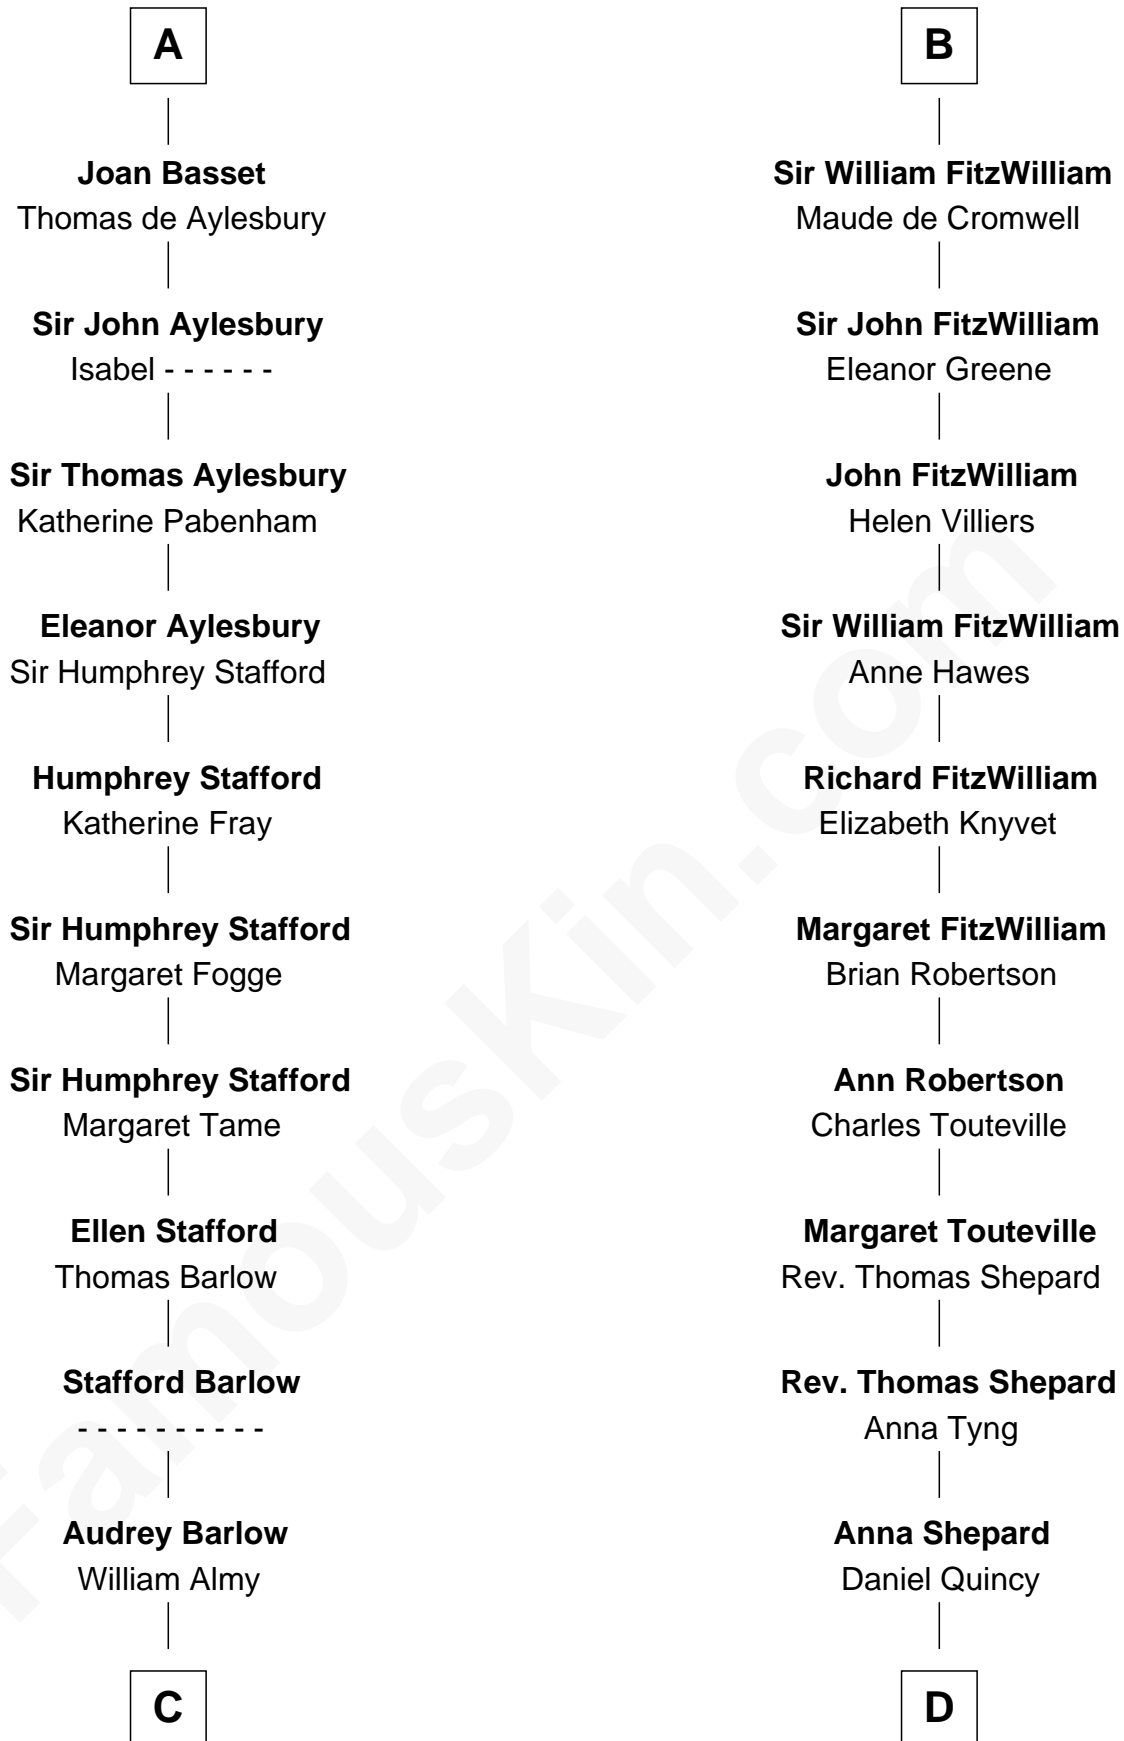 A
Joan Basset
Thomas de Aylesbury
Sir John Aylesbury
Isabel - - - - - -
Sir Thomas Aylesbury
Katherine Pabenham
Eleanor Aylesbury
Sir Humphrey Stafford
Humphrey Stafford
Katherine Fray
Sir Humphrey Stafford
Margaret Fogge
Sir Humphrey Stafford
Margaret Tame
Ellen Stafford
Thomas Barlow
Stafford Barlow
- - - - - - - - - -
Audrey Barlow
William Almy
C
B
Sir William FitzWilliam
Maude de Cromwell
Sir John FitzWilliam
Eleanor Greene
John FitzWilliam
Helen Villiers
Sir William FitzWilliam
Anne Hawes
Richard FitzWilliam
Elizabeth Knyvet
Margaret FitzWilliam
Brian Robertson
Ann Robertson
Charles Touteville
Margaret Touteville
Rev. Thomas Shepard
Rev. Thomas Shepard
Anna Tyng
Anna Shepard
Daniel Quincy
D
FamousKin.com